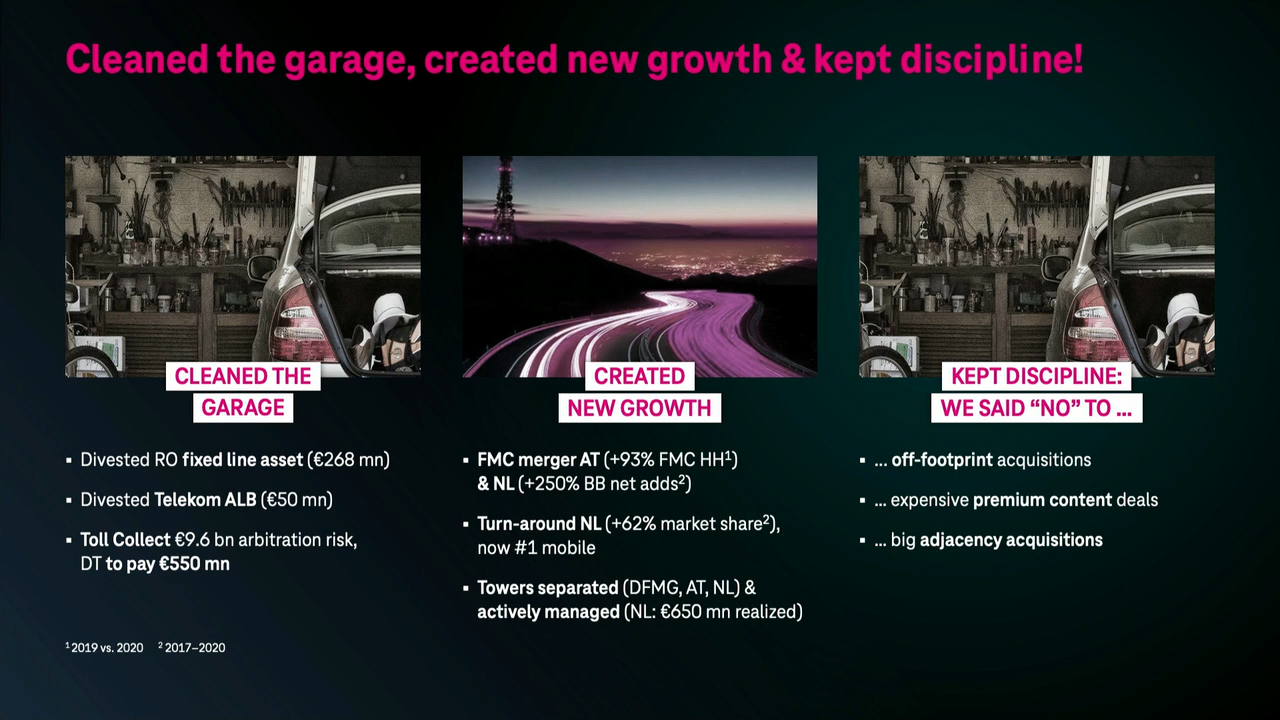 Cleaned the garage, created new growth & kept discipline!
CLEANED THE
GARAGE
▪ Divested RO fixed line asset (€268 mn)
▪ Divested Telekom ALB (€50 mn)
▪ Toll Collect €9.6 bn arbitration risk,
DT to pay €550 mn
CREATED
NEW GROWTH
▪ FMC merger AT (+93% FMC HH¹)
& NL (+250% BB net adds²)
▪ Turn-around NL (+62% market share²),
now #1 mobile
▪ Towers separated (DFMG, AT, NL) &
actively managed (NL: €650 mn realized)
KEPT DISCIPLINE:
WE SAID “NO” TO ...
▪ ... off-footprint acquisitions
▪ ... expensive premium content deals
▪ ... big adjacency acquisitions
¹ 2019 vs. 2020 ² 2017–2020